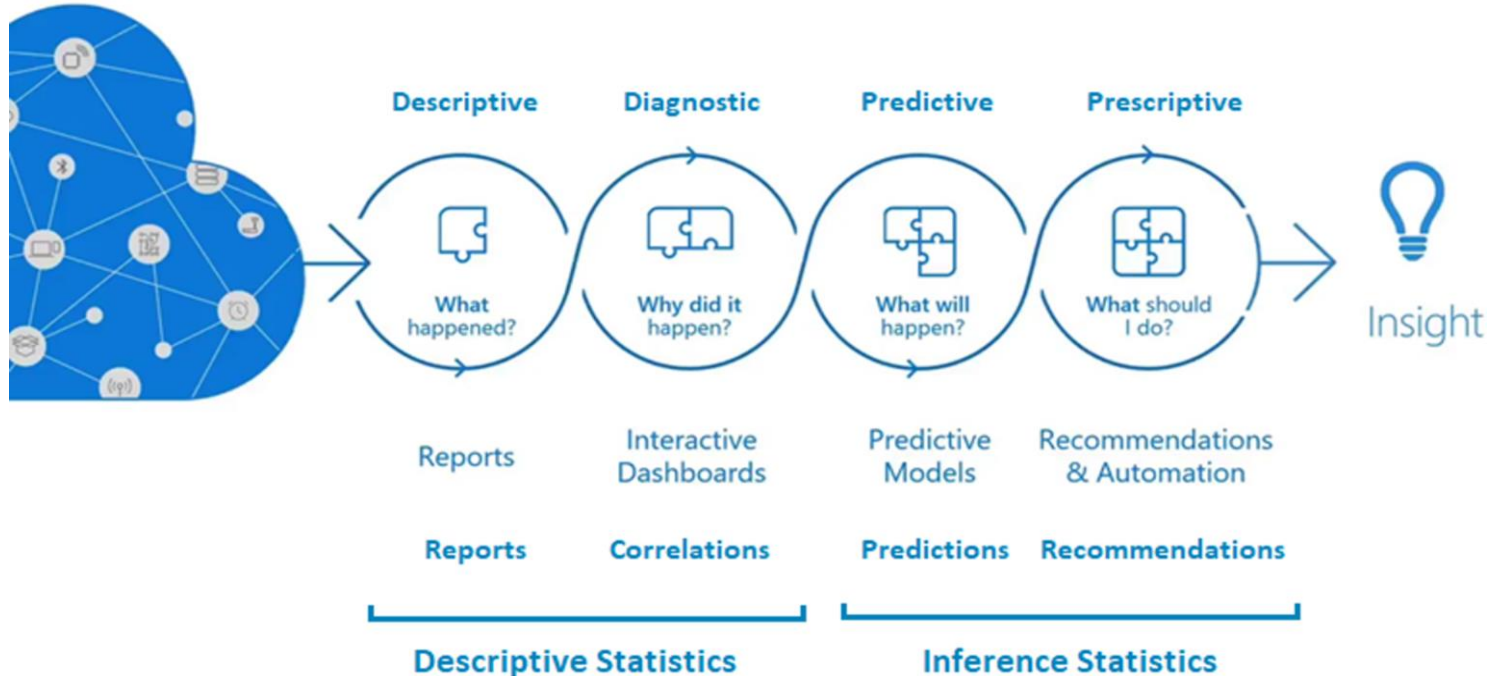 Descriptive
Diagnostic
Predictive
Prescriptive
What
happened?
Why did it
happen?
What will
happen?
What should
I do?
Insight
Reports
Interactive
Dashboards
Predictive
Models
Recommendations
& Automation
Reports
Correlations
Predictions
Recommendations
Descriptive Statistics
Inference Statistics